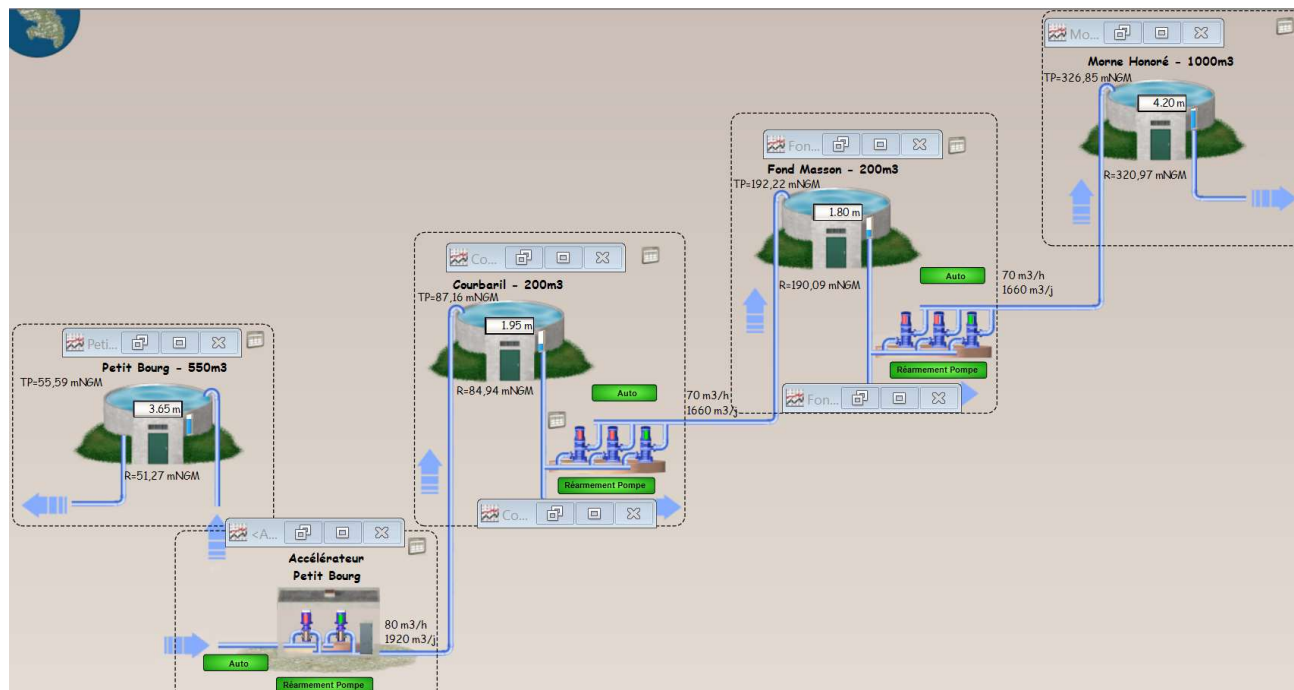 Mo...
Morne Honoré - 1000m3
TP=326,85 mNGM
4.20 m
R=320,97 mNGM
Fon...
Fond Masson - 200m3
TP=192,22 mNGM
1.80 m
R=190,09 mNGM
Auto
70 m3/h
1660 m3/j
Réarmement Pompe
Fon...
Co...
Courbaril - 200m3
TP=87,16 mNGM
1.95 m
R=84,94 mNGM
Auto
70 m3/h
1660 m3/j
Réarmement Pompe
Co...
Peti...
Petit Bourg - 550m3
TP=55,59 mNGM
3.65 m
R=51,27 mNGM
<A...
Accélérateur
Petit Bourg
80 m3/h
1920 m3/j
Auto
Réarmement Pompe